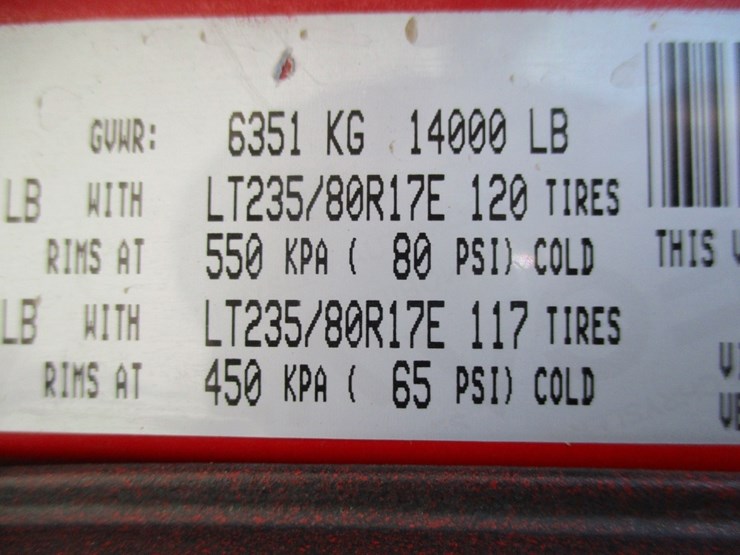 GVWR: 6351 KG 14000 LB
LB WITH LT235/80R17E 120 TIRES
RIMS AT 550 KPA ( 80 PSI) COLD THIS
LB WITH LT235/80R17E 117 TIRES
RIMS AT 450 KPA ( 65 PSI) COLD